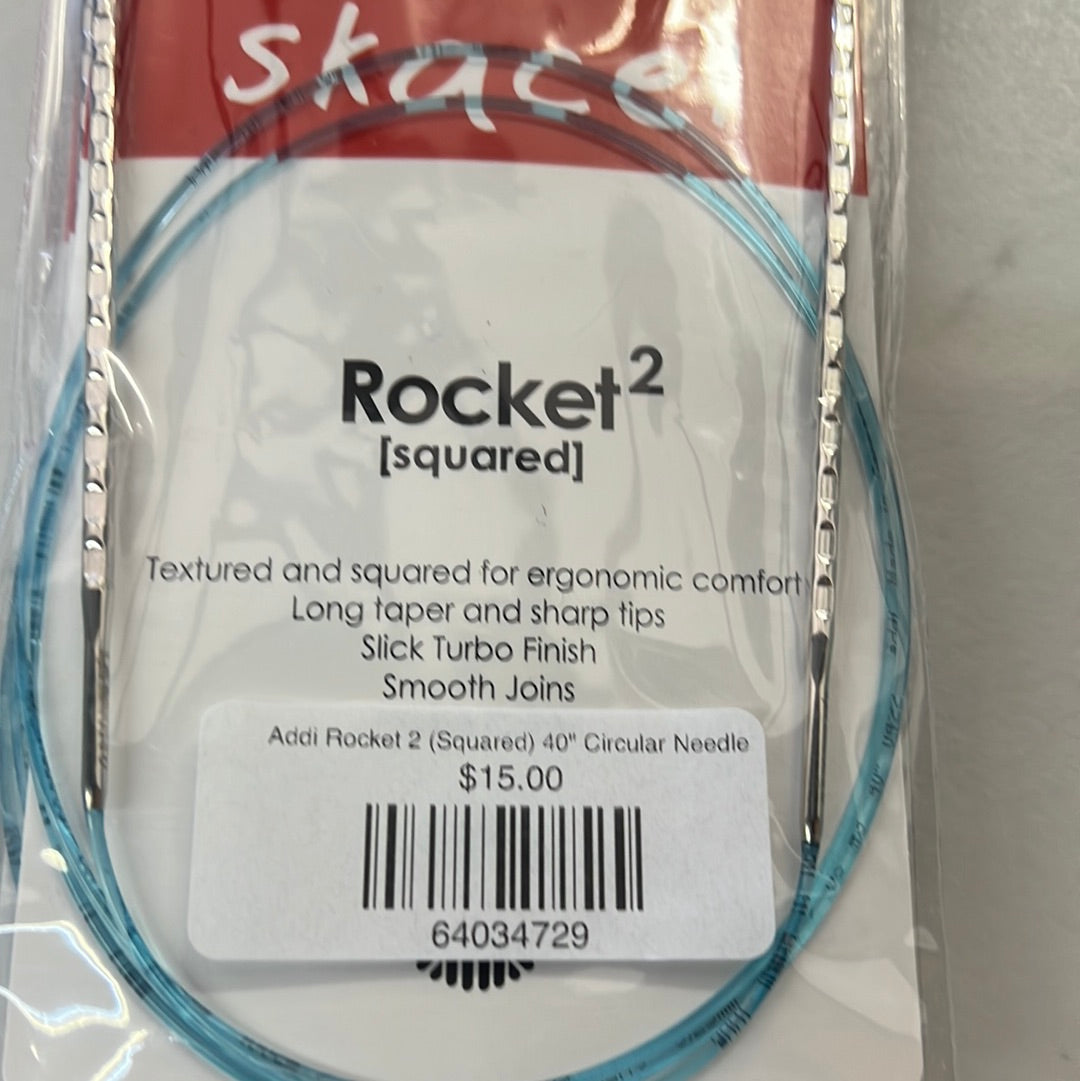 skacel
Rocket²
[squared]
Textured and squared for ergonomic comfort
Long taper and sharp tips
Slick Turbo Finish
Smooth Joins
Addi Rocket 2 (Squared) 40" Circular Needle
$15.00
64034729